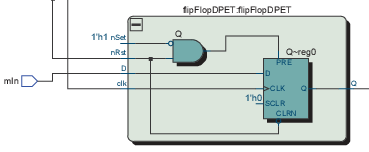 flipFlopDPET:flipFlopDPET
1'h1 nSet
Q
nRst
Q~reg0
PRE
D
D
mIn
clk
CLK
Q
Q
1'h0
SCLR
CLRN